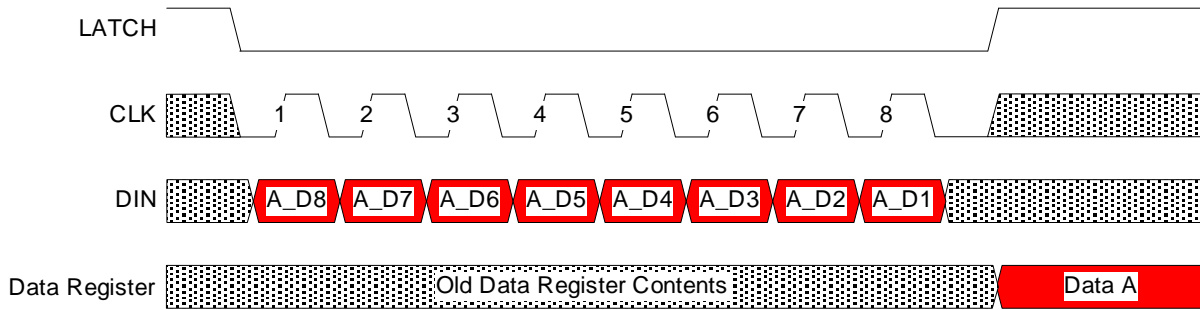 LATCH
CLK 1 2 3 4 5 6 7 8
DIN A_D8 A_D7 A_D6 A_D5 A_D4 A_D3 A_D2 A_D1
Data Register Old Data Register Contents Data A